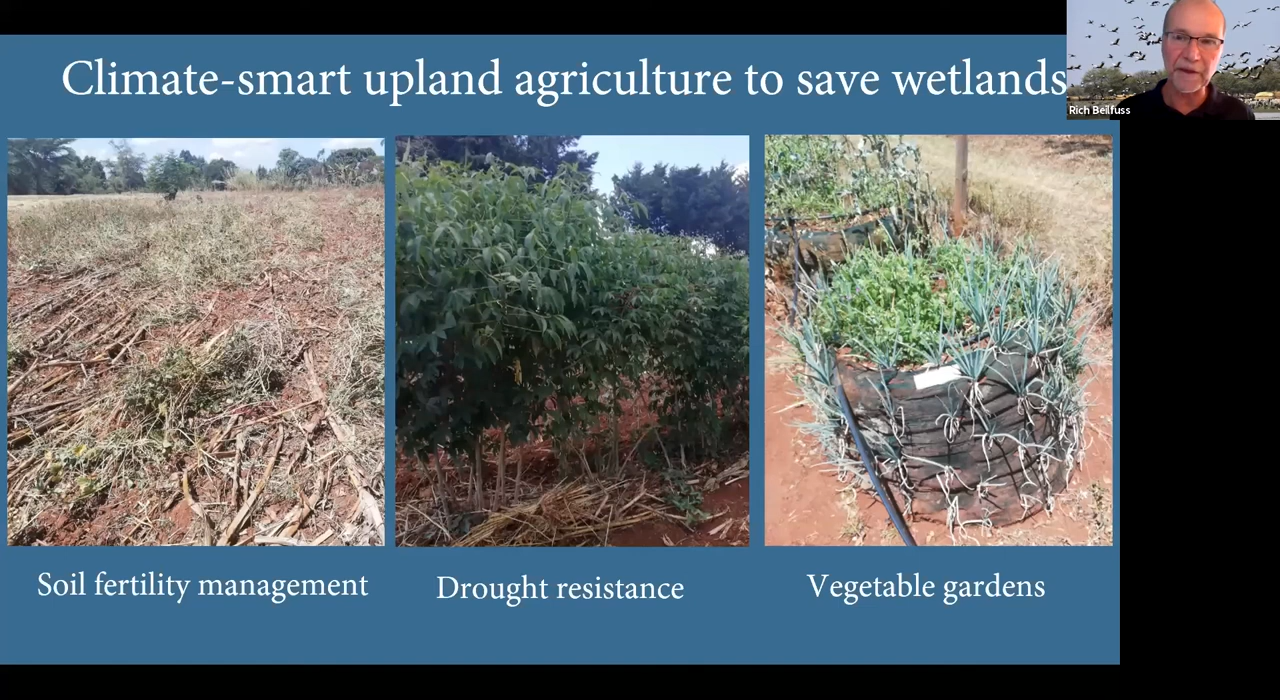 Climate-smart upland agriculture to save wetlands
Rich Beilfuss
Soil fertility management
Drought resistance
Vegetable gardens